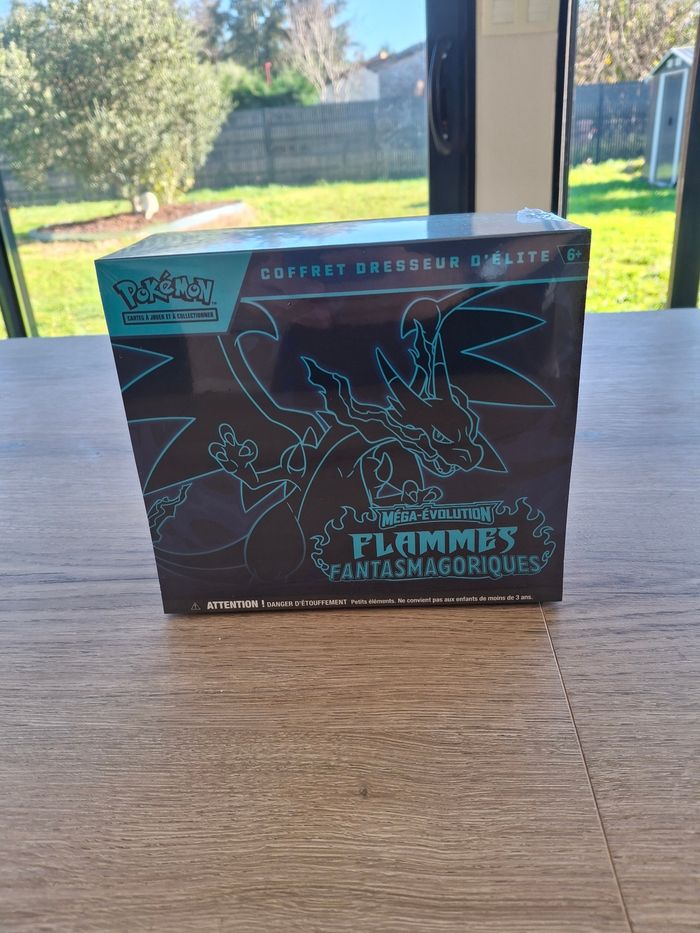 POKÉMON
CARTES À JOUER ET À COLLECTIONNER
COFFRET DRESSEUR D'ÉLITE
6+
MÉGA-ÉVOLUTION
FLAMMES
FANTASMAGORIQUES
ATTENTION ! DANGER D'ÉTOUFFEMENT Petits éléments. Ne convient pas aux enfants de moins de 3 ans.